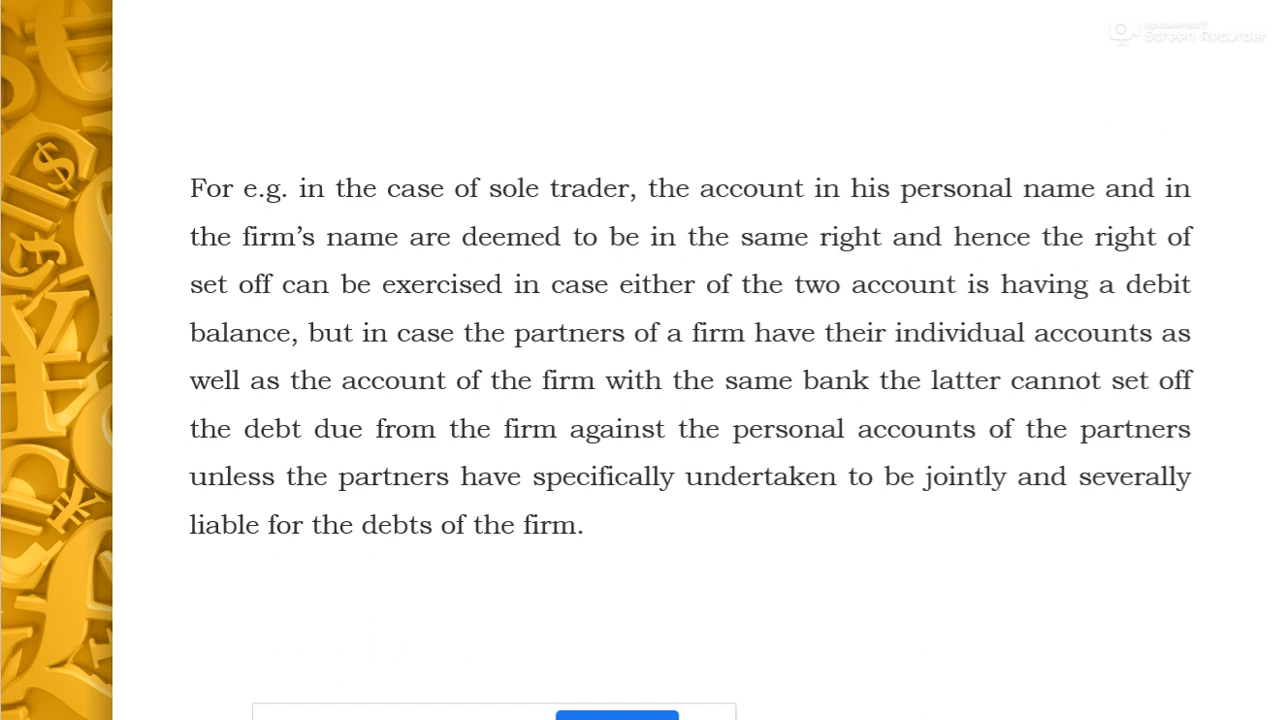 Apowersoft
Screen Recorder
For e.g. in the case of sole trader, the account in his personal name and in
the firm’s name are deemed to be in the same right and hence the right of
set off can be exercised in case either of the two account is having a debit
balance, but in case the partners of a firm have their individual accounts as
well as the account of the firm with the same bank the latter cannot set off
the debt due from the firm against the personal accounts of the partners
unless the partners have specifically undertaken to be jointly and severally
liable for the debts of the firm.